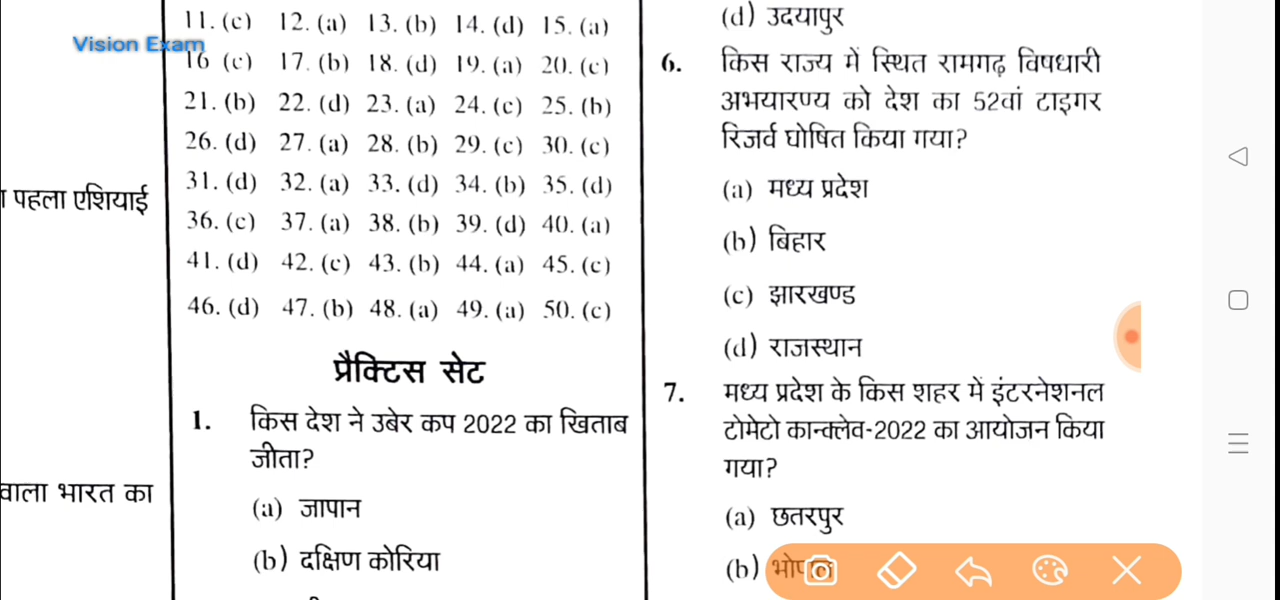 ा पहला एशियाई
वाला भारत का
Vision Exam
11. (c) 12. (a) 13. (b) 14. (d) 15. (a)
16 (c) 17. (b) 18. (d) 19. (a) 20. (c)
21. (b) 22. (d) 23. (a) 24. (c) 25. (b)
26. (d) 27. (a) 28. (b) 29. (c) 30. (c)
31. (d) 32. (a) 33. (d) 34. (b) 35. (d)
36. (c) 37. (a) 38. (b) 39. (d) 40. (a)
41. (d) 42. (c) 43. (b) 44. (a) 45. (c)
46. (d) 47. (b) 48. (a) 49. (a) 50. (c)
प्रैक्टिस सेट
1. किस देश ने उबेर कप 2022 का खिताब
जीता?
(a) जापान
(b) दक्षिण कोरिया
(d) उदयापुर
6. किस राज्य में स्थित रामगढ़ विषधारी
अभयारण्य को देश का 52वां टाइगर
रिजर्व घोषित किया गया?
(a) मध्य प्रदेश
(b) बिहार
(c) झारखण्ड
(d) राजस्थान
7. मध्य प्रदेश के किस शहर में इंटरनेशनल
टोमेटो कान्क्लेव-2022 का आयोजन किया
गया?
(a) छतरपुर
(b) भोपाल